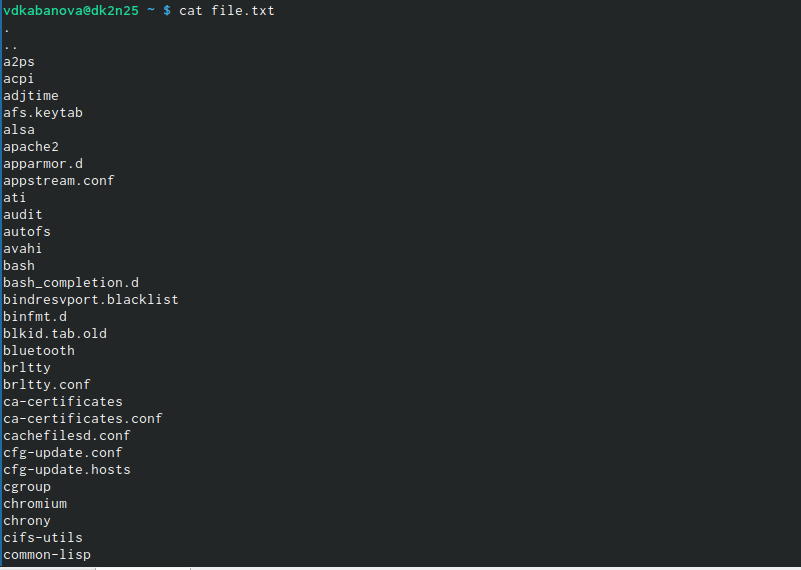 vdkabanova@dk2n25 ~ $ cat file.txt
.
..
a2ps
acpi
adjtime
afs.keytab
alsa
apache2
apparmor.d
appstream.conf
ati
audit
autofs
avahi
bash
bash_completion.d
bindresvport.blacklist
binfmt.d
blkid.tab.old
bluetooth
brltty
brltty.conf
ca-certificates
ca-certificates.conf
cachefilesd.conf
cfg-update.conf
cfg-update.hosts
cgroup
chromium
chrony
cifs-utils
common-lisp